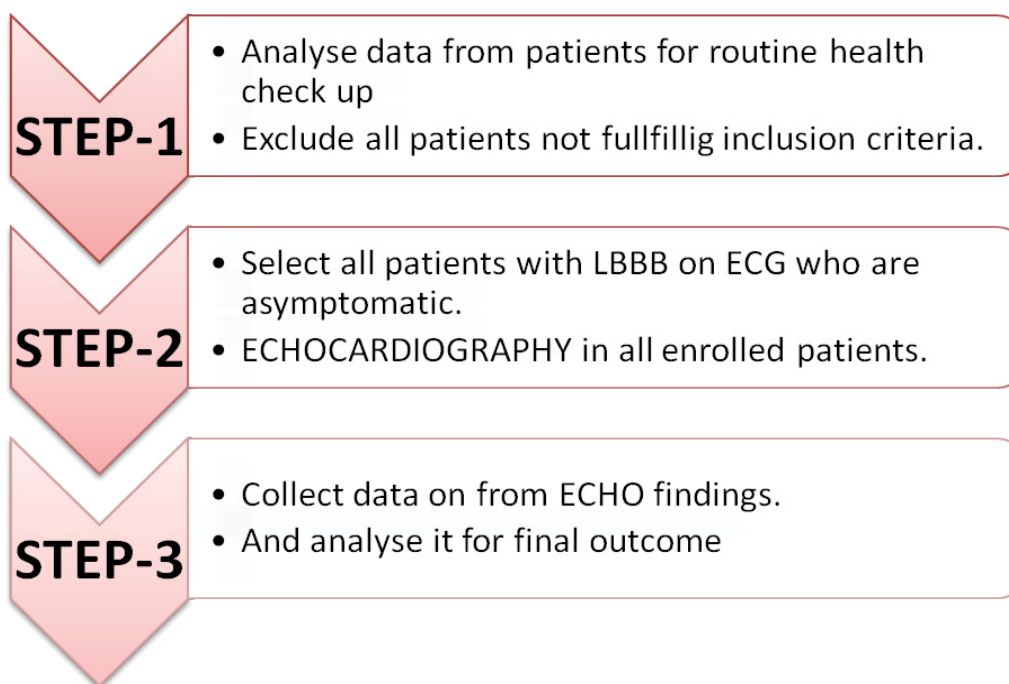 STEP-1
• Analyse data from patients for routine health
check up
• Exclude all patients not fullfillig inclusion criteria.
STEP-2
• Select all patients with LBBB on ECG who are
asymptomatic.
• ECHOCARDIOGRAPHY in all enrolled patients.
STEP-3
• Collect data on from ECHO findings.
• And analyse it for final outcome